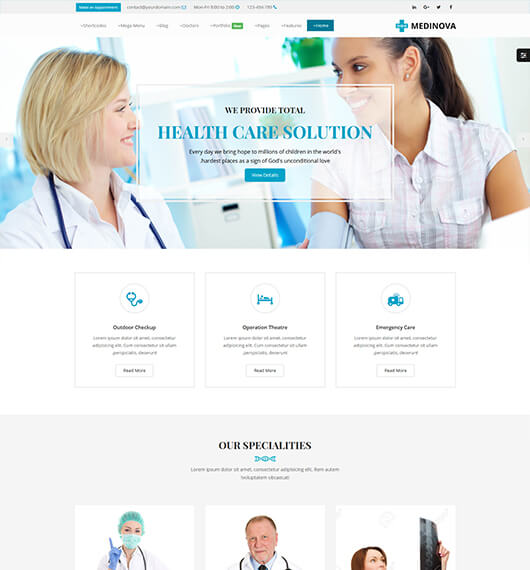 Make an Appointment contact@yourdomain.com Mon-Fri 9:00 to 2:00 123-456-789
+Shortcodes +Mega Menu +Blog +Doctors +Portfolio New +Pages +Features +Home
MEDINOVA
WE PROVIDE TOTAL
HEALTH CARE SOLUTION
Every day we bring hope to millions of children in the world's
.hardest places as a sign of God's unconditional love
View Details
Outdoor Checkup
Lorem ipsum dolor sit amet, consectetur
adipisicing elit. Cum consectetur sit ullam
.perspiciatis, deserunt
Read More
Operation Theatre
Lorem ipsum dolor sit amet, consectetur
adipisicing elit. Cum consectetur sit ullam
.perspiciatis, deserunt
Read More
Emergency Care
Lorem ipsum dolor sit amet, consectetur
adipisicing elit. Cum consectetur sit ullam
.perspiciatis, deserunt
Read More
OUR SPECIALITIES
Lorem ipsum dolor sit amet, consectetur adipisicing elit. Rem autem
!voluptatem obcaecati